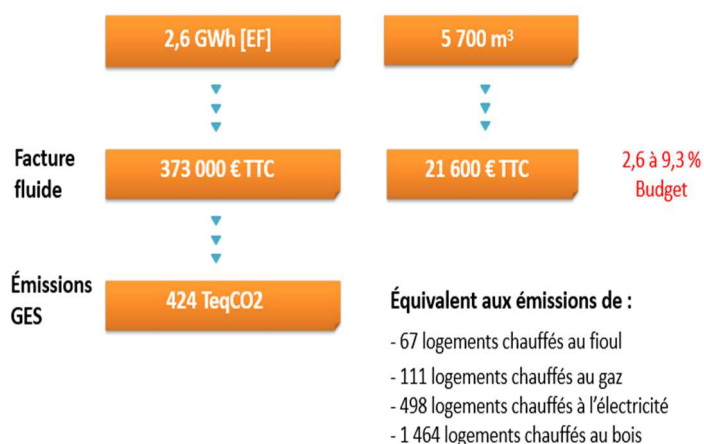 2,6 GWh [EF]
5 700 m³
Facture
fluide
373 000 € TTC
21 600 € TTC
2,6 à 9,3 %
Budget
Émissions
GES
424 TeqCO2
Équivalent aux émissions de :
- 67 logements chauffés au fioul
- 111 logements chauffés au gaz
- 498 logements chauffés à l’électricité
- 1 464 logements chauffés au bois